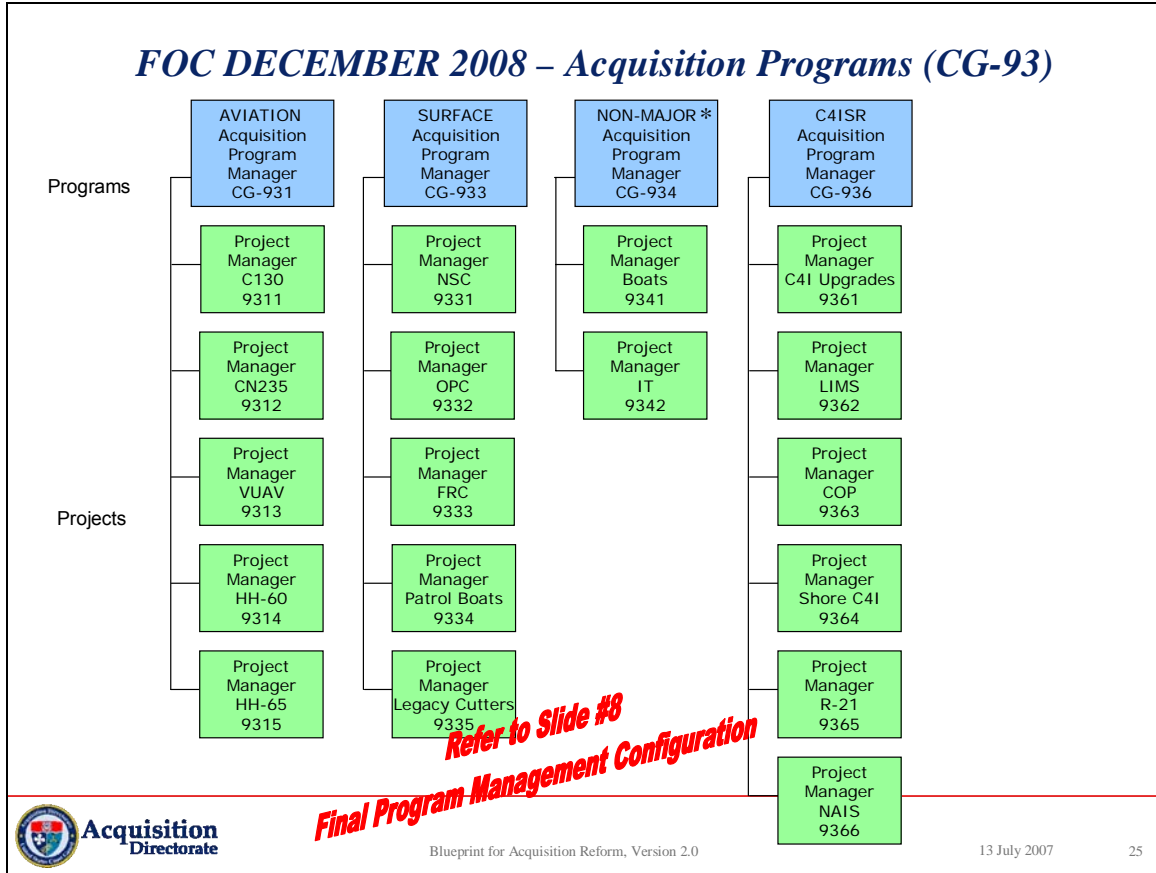 FOC DECEMBER 2008 – Acquisition Programs (CG-93)
Programs
Projects
AVIATION
Acquisition
Program
Manager
CG-931
Project
Manager
C130
9311
Project
Manager
CN235
9312
Project
Manager
VUAV
9313
Project
Manager
HH-60
9314
Project
Manager
HH-65
9315
SURFACE
Acquisition
Program
Manager
CG-933
Project
Manager
NSC
9331
Project
Manager
OPC
9332
Project
Manager
FRC
9333
Project
Manager
Patrol Boats
9334
Project
Manager
Legacy Cutters
9335
NON-MAJOR *
Acquisition
Program
Manager
CG-934
Project
Manager
Boats
9341
Project
Manager
IT
9342
C4ISR
Acquisition
Program
Manager
CG-936
Project
Manager
C4I Upgrades
9361
Project
Manager
LIMS
9362
Project
Manager
COP
9363
Project
Manager
Shore C4I
9364
Project
Manager
R-21
9365
Project
Manager
NAIS
9366
Refer to Slide #8
Final Program Management Configuration
Acquisition
Directorate
Blueprint for Acquisition Reform, Version 2.0
13 July 2007
25